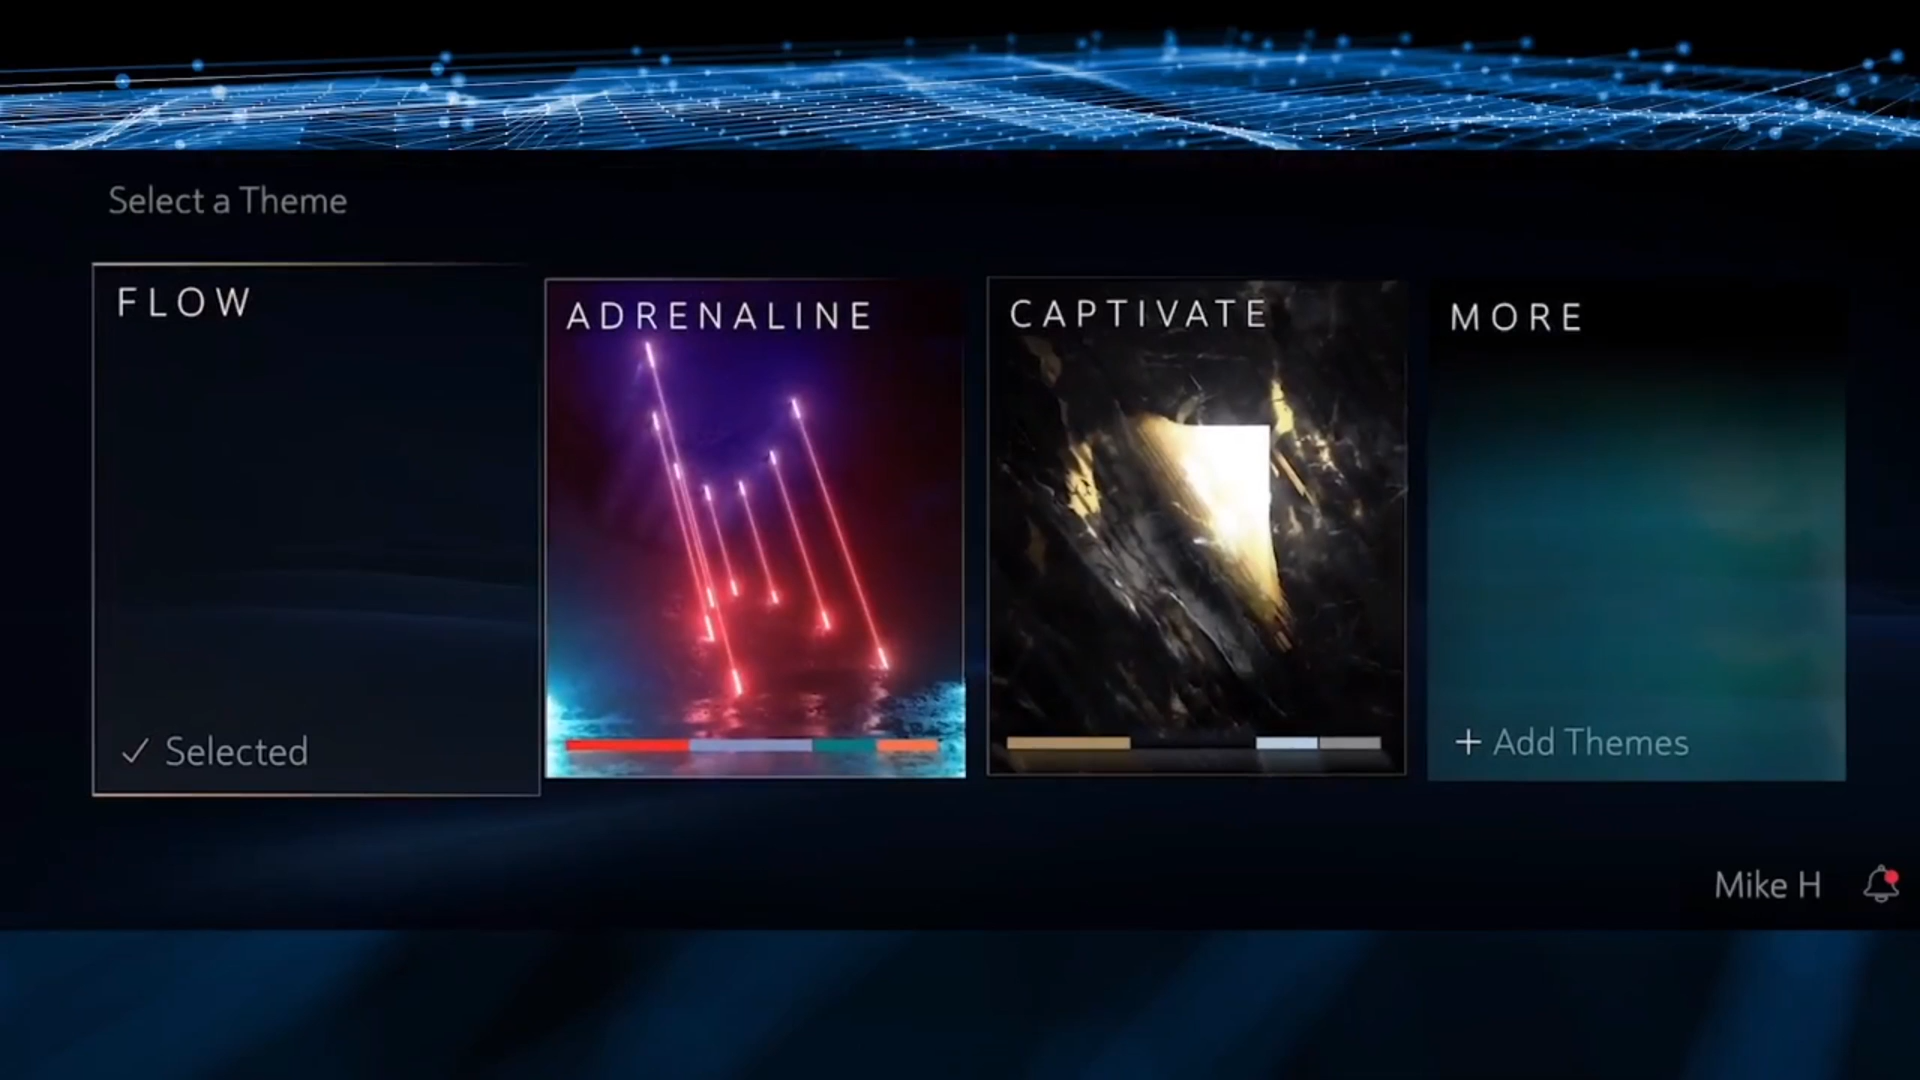 Select a Theme
FLOW
ADRENALINE
CAPTIVATE
MORE
Selected
+ Add Themes
Mike H